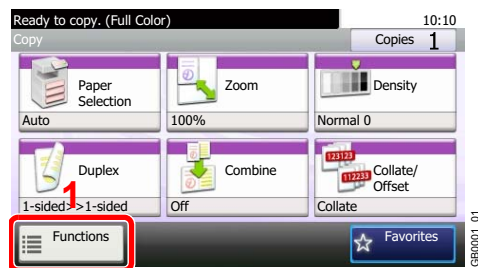 Ready to copy. (Full Color)
10:10
Copy
Copies 1
Paper
Selection
Auto
Zoom
100%
Density
Normal 0
Duplex
1-sided>>1-sided
1
Combine
Off
123123
112233
Collate/
Offset
Collate
Functions
Favorites
GB0001_01